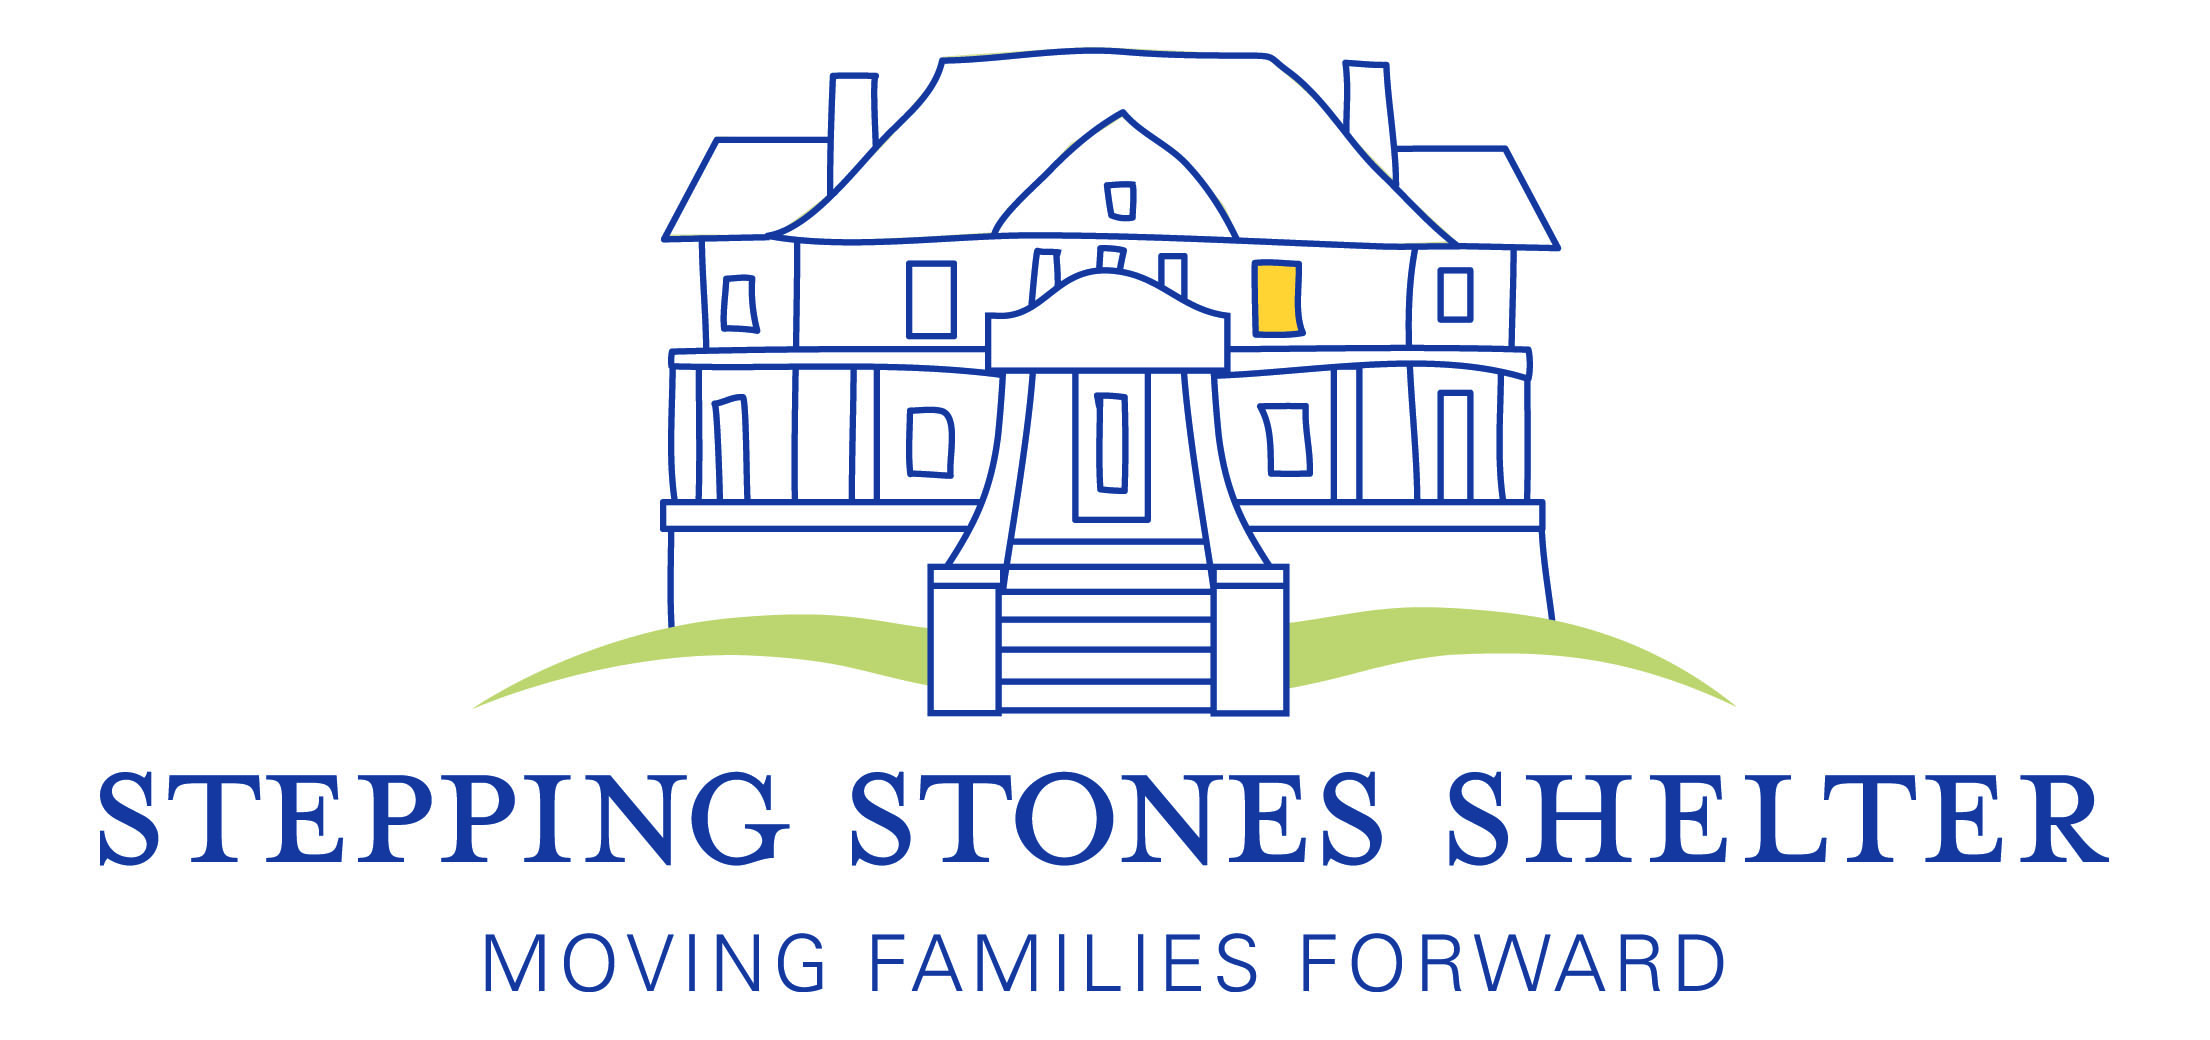 STEPPING STONES SHELTER
MOVING FAMILIES FORWARD